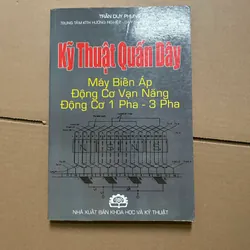 TRẦN DUY PHỤNG
Kỹ Thuật Quấn Dây
Máy Biến Áp
Động Cơ Vạn Năng
Động Cơ 1 Pha - 3 Pha
NHÀ XUẤT BẢN KHOA HỌC VÀ KỸ THUẬT